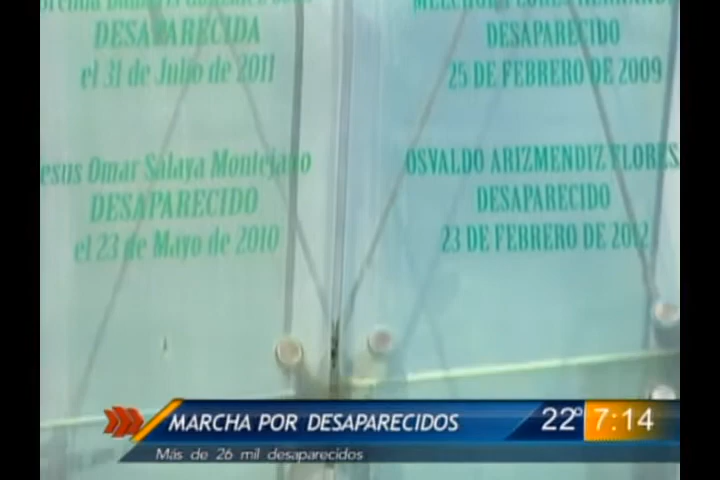 DESAPARECIDA
el 31 de Julio de 2011
esus Omar Salaya Montejano
DESAPARECIDO
el 23 de Mayo de 2010
DESAPARECIDO
25 DE FEBRERO DE 2009
OSVALDO ARIZMENDIZ FLORES
DESAPARECIDO
23 DE FEBRERO DE 2012
MARCHA POR DESAPARECIDOS
22° 7:14
Más de 26 mil desaparecidos